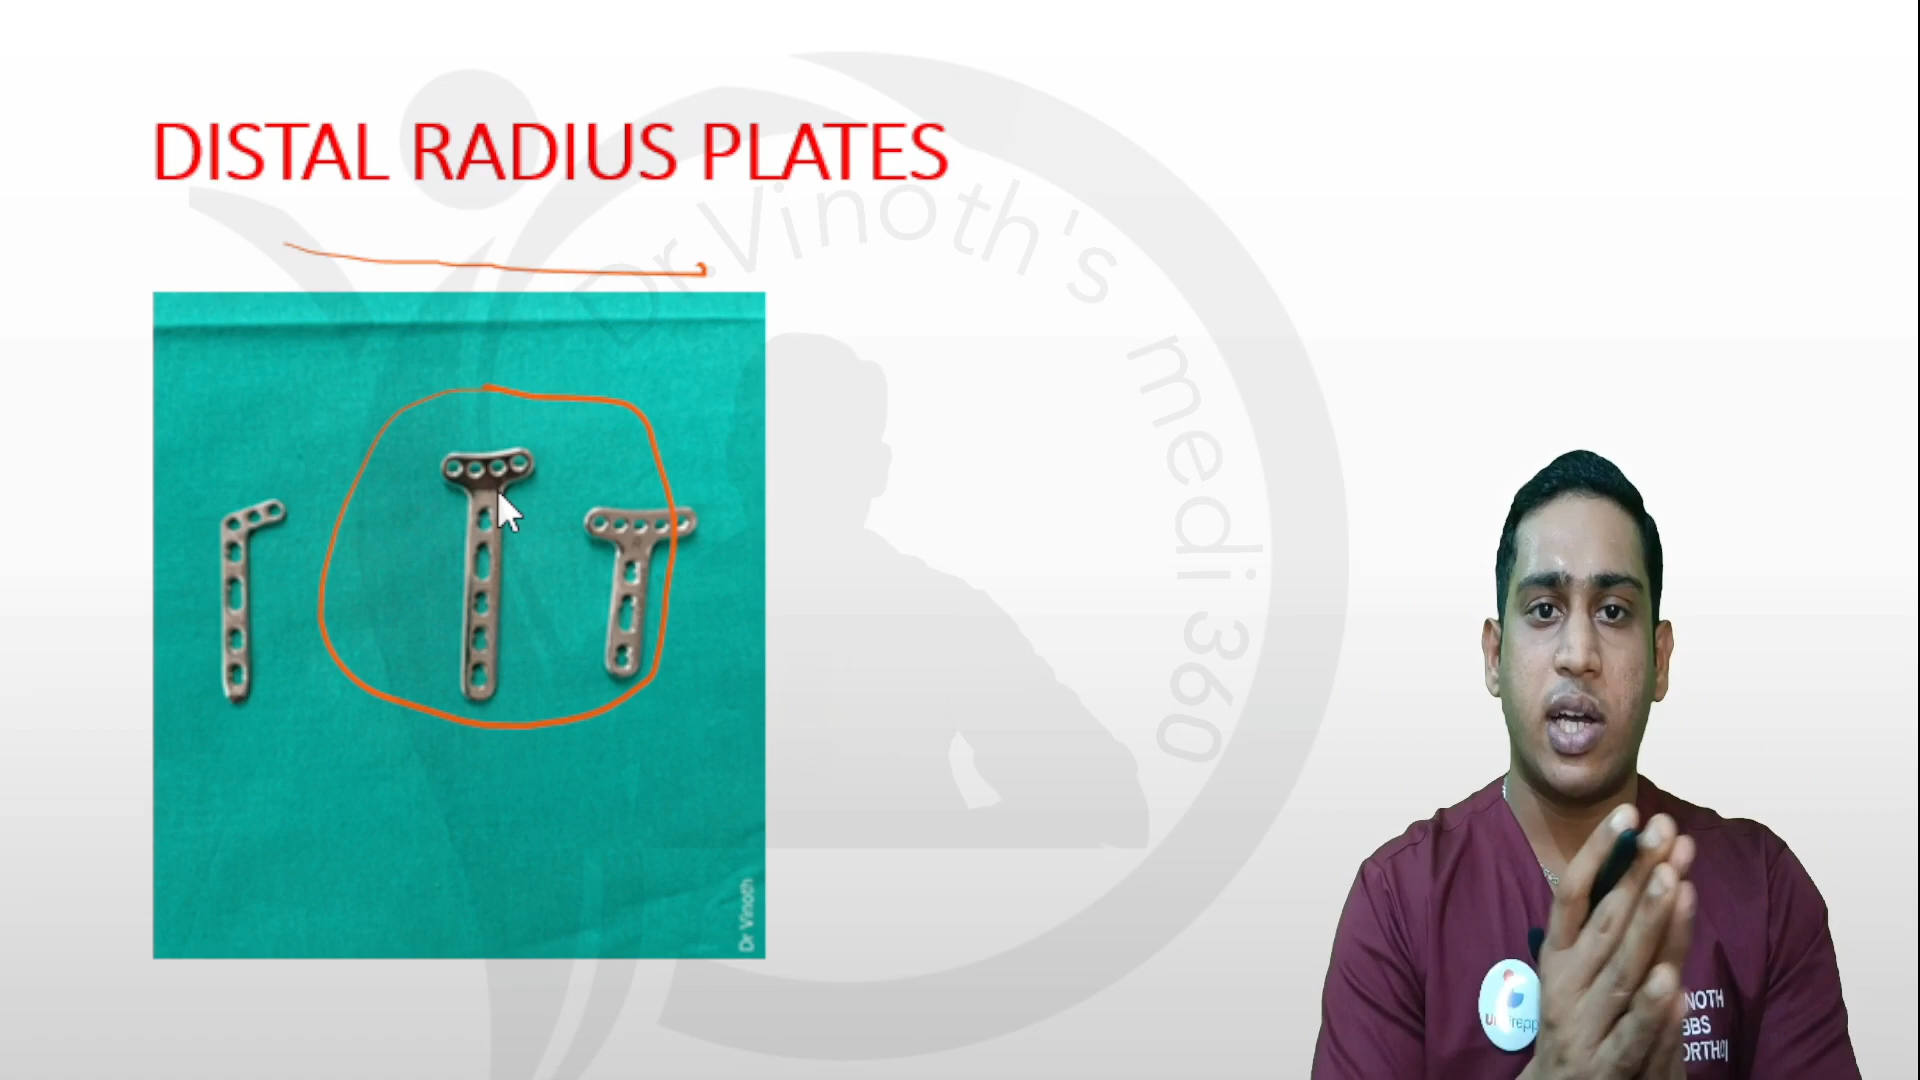 DISTAL RADIUS PLATES
Dr.Vinoth's medi 360
Dr Vinoth
NOTH
BBS
ORTHO